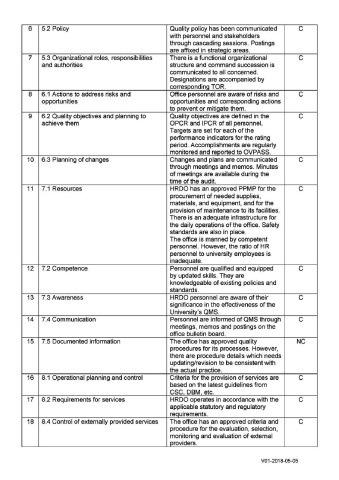 6 5.2 Policy Quality policy has been communicated C
with personnel and stakeholders
through cascading sessions. Postings
are affixed in strategic areas.
7 5.3 Organizational roles, responsibilities There is a functional organizational C
and authorities structure and command succession is
communicated to all concerned.
Designations are accompanied by
corresponding TOR.
8 6.1 Actions to address risks and Office personnel are aware of risks and C
opportunities opportunities and corresponding actions
to prevent or mitigate them.
9 6.2 Quality objectives and planning to Quality objectives are defined in the C
achieve them OPCR and IPCR of all personnel.
Targets are set for each of the
performance indicators for the rating
period. Accomplishments are regularly
monitored and reported to OVPASS.
10 6.3 Planning of changes Changes and plans are communicated C
through meetings and memos. Minutes
of meetings are available during the
time of the audit.
11 7.1 Resources HRDO has an approved PPMP for the C
procurement of needed supplies,
materials, and equipment, and for the
provision of maintenance to its facilities.
There is an adequate infrastructure for
the daily operations of the office. Safety
standards are also in place.
The office is manned by competent
personnel. However, the ratio of HR
personnel to university employees is
inadequate.
12 7.2 Competence Personnel are qualified and equipped C
by updated skills. They are
knowledgeable of existing policies and
standards.
13 7.3 Awareness HRDO personnel are aware of their C
significance in the effectiveness of the
University's QMS.
14 7.4 Communication Personnel are informed of QMS through C
meetings, memos and postings on the
office bulletin board.
15 7.5 Documented information The office has approved quality NC
procedures for its processes. However,
there are procedure details which needs
updating/revision to be consistent with
the actual practice.
16 8.1 Operational planning and control Criteria for the provision of services are C
based on the latest guidelines from
CSC, DBM, etc.
17 8.2 Requirements for services HRDO operates in accordance with the C
applicable statutory and regulatory
requirements.
18 8.4 Control of externally provided services The office has an approved criteria and C
procedure for the evaluation, selection,
monitoring and evaluation of external
providers.
V01-2018-05-05